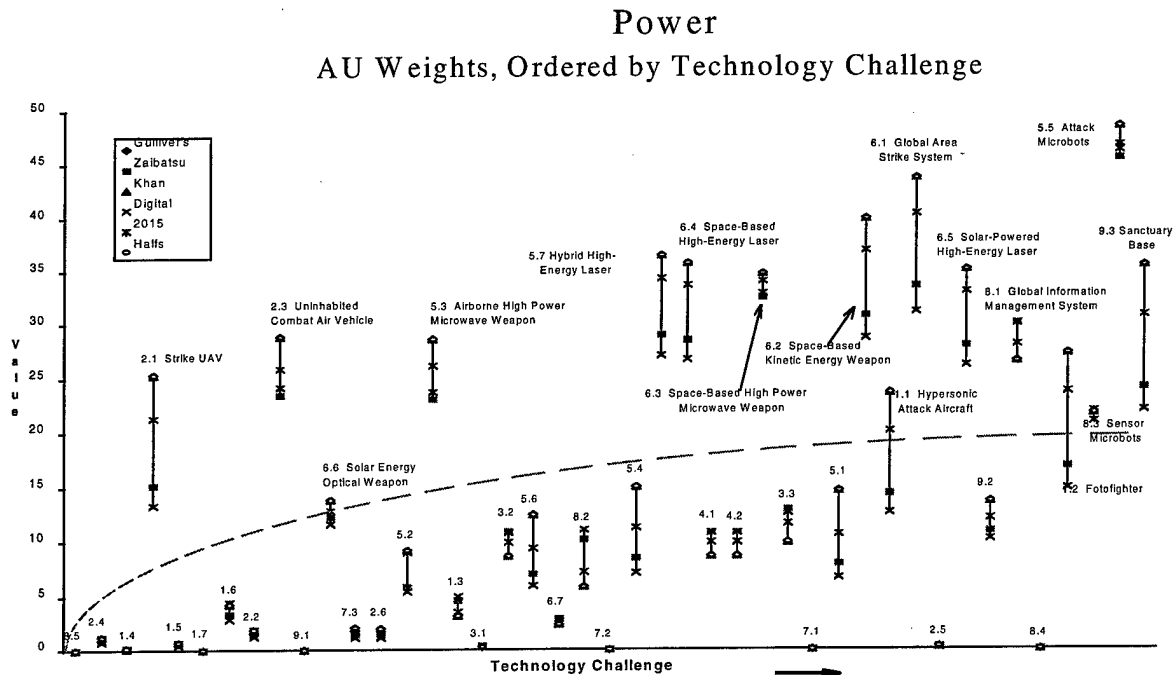 Power
AU Weights, Ordered by Technology Challenge
50
45
40
35
30
25
20
15
10
5
0
Value
Gulliver's
Zaibatsu
Khan
Digital
2015
Halfs
5.5 Attack
Microbots
6.1 Global Area
Strike System
6.4 Space-Based
High-Energy Laser
9.3 Sanctuary
Base
6.5 Solar-Powered
High-Energy Laser
5.7 Hybrid High-
Energy Laser
6.1 Global Information
Management System
2.3 Uninhabited
Combat Air Vehicle
5.3 Airborne High Power
Microwave Weapon
2.1 Strike UAV
6.2 Space-Based
Kinetic Energy Weapon
6.3 Space-Based High Power
Microwave Weapon
1.1 Hypersonic
Attack Aircraft
8.3 Sensor
Microbots
6.6 Solar Energy
Optical Weapon
1.2 Fotofighter
5.4
5.1
9.2
3.2
5.6
8.2
4.1
4.2
3.3
5.2
1.6
2.2
7.3
2.6
1.3
6.7
2.4
1.4
1.5
1.7
9.1
3.1
7.2
7.1
2.5
8.4
Technology Challenge